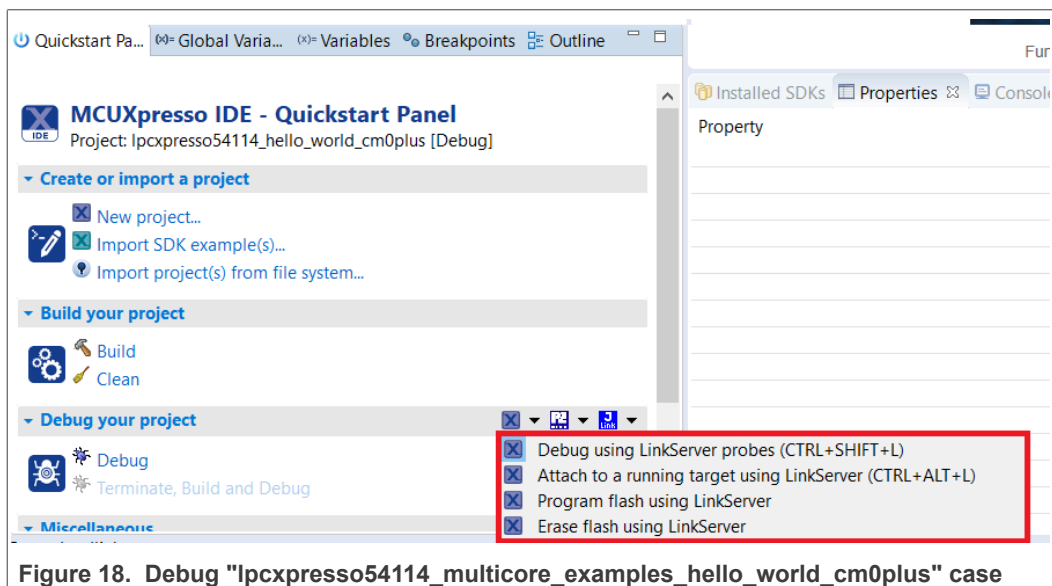 Quickstart Pa... (x)= Global Varia... (x)= Variables Breakpoints Outline
Fun
Installed SDKs Properties Console
Property
IDE
MCUXpresso IDE - Quickstart Panel
Project: lpcxpresso54114_hello_world_cm0plus [Debug]
Create or import a project
New project...
Import SDK example(s)...
Import project(s) from file system...
Build your project
Build
Clean
Debug your project
Debug
Terminate, Build and Debug
Debug using LinkServer probes (CTRL+SHIFT+L)
Attach to a running target using LinkServer (CTRL+ALT+L)
Program flash using LinkServer
Erase flash using LinkServer
Miscellaneous
Figure 18. Debug "lpcxpresso54114_multicore_examples_hello_world_cm0plus" case